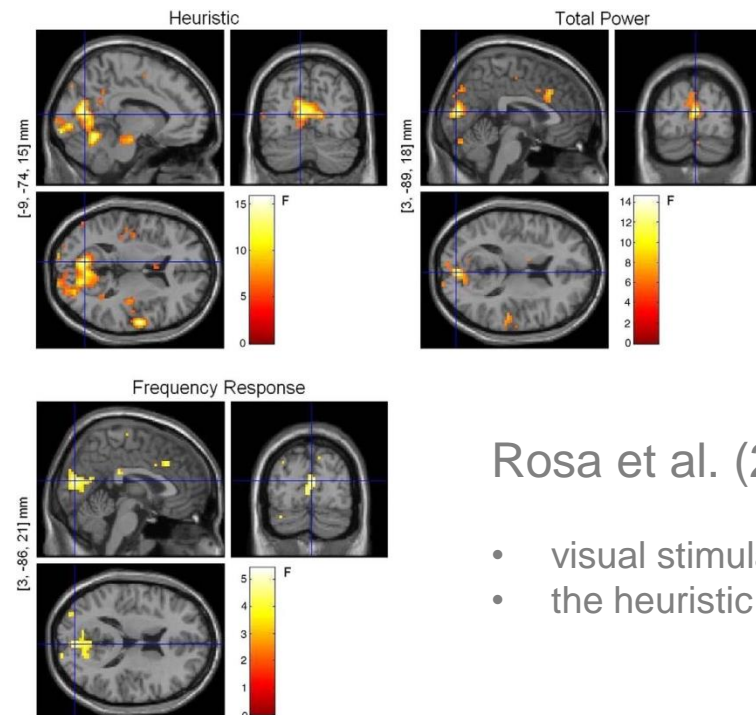 Heuristic
[-9, -74, 15] mm
F
15
10
5
0
Total Power
[3, -89, 18] mm
F
14
12
10
8
6
4
2
0
Frequency Response
[3, -86, 21] mm
F
5
4
3
2
1
0
Rosa et al. (2
• visual stimula
• the heuristic